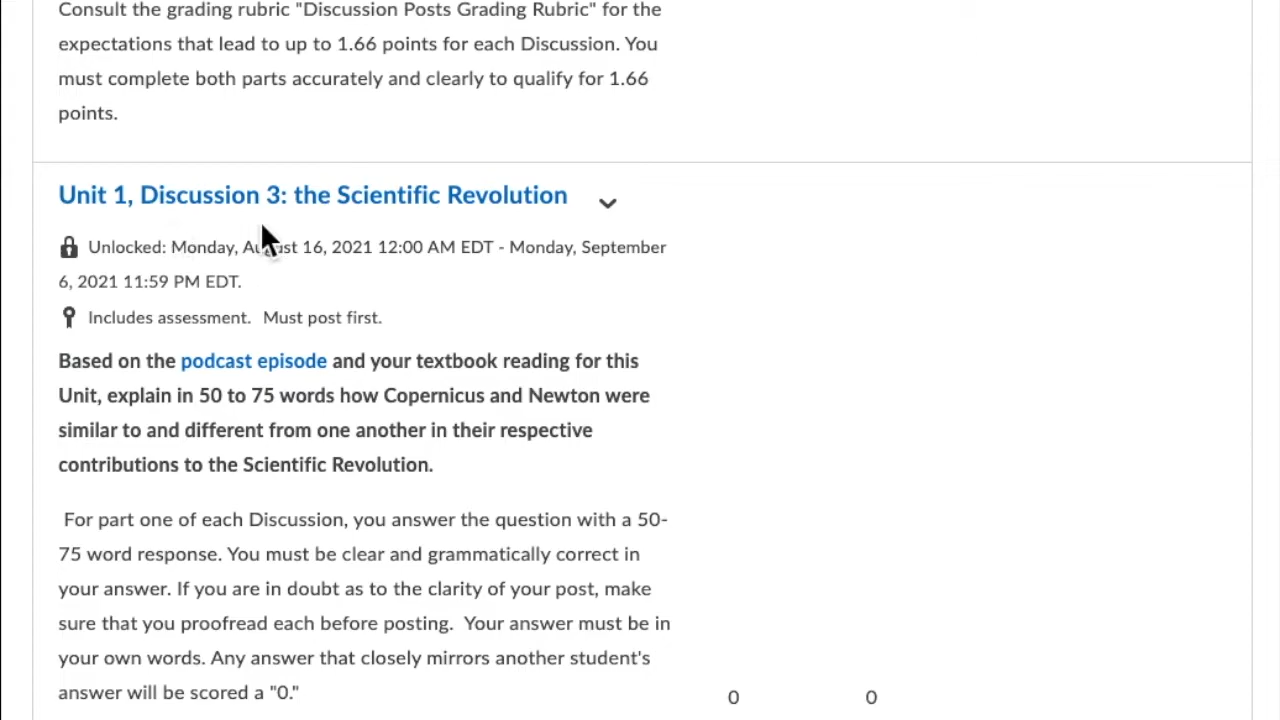 Consult the grading rubric "Discussion Posts Grading Rubric" for the
expectations that lead to up to 1.66 points for each Discussion. You
must complete both parts accurately and clearly to qualify for 1.66
points.
Unit 1, Discussion 3: the Scientific Revolution
Unlocked: Monday, August 16, 2021 12:00 AM EDT - Monday, September
6, 2021 11:59 PM EDT.
Includes assessment. Must post first.
Based on the podcast episode and your textbook reading for this
Unit, explain in 50 to 75 words how Copernicus and Newton were
similar to and different from one another in their respective
contributions to the Scientific Revolution.
For part one of each Discussion, you answer the question with a 50-
75 word response. You must be clear and grammatically correct in
your answer. If you are in doubt as to the clarity of your post, make
sure that you proofread each before posting. Your answer must be in
your own words. Any answer that closely mirrors another student's
answer will be scored a "0."
0 0